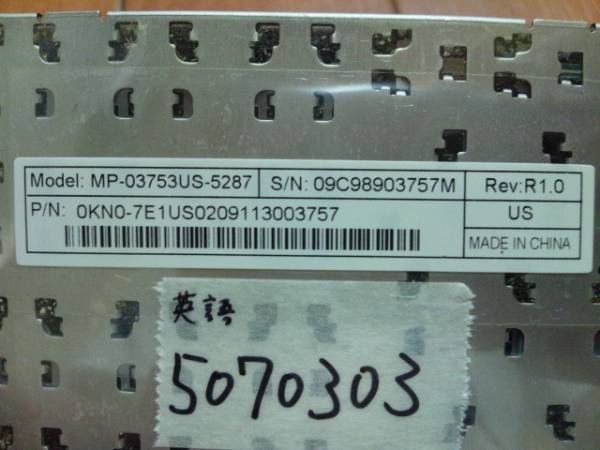 Model: MP-03753US-5287 S/N: 09C98903757M Rev:R1.0
P/N: 0KN0-7E1US0209113003757 US
MADE IN CHINA
英語
5070303